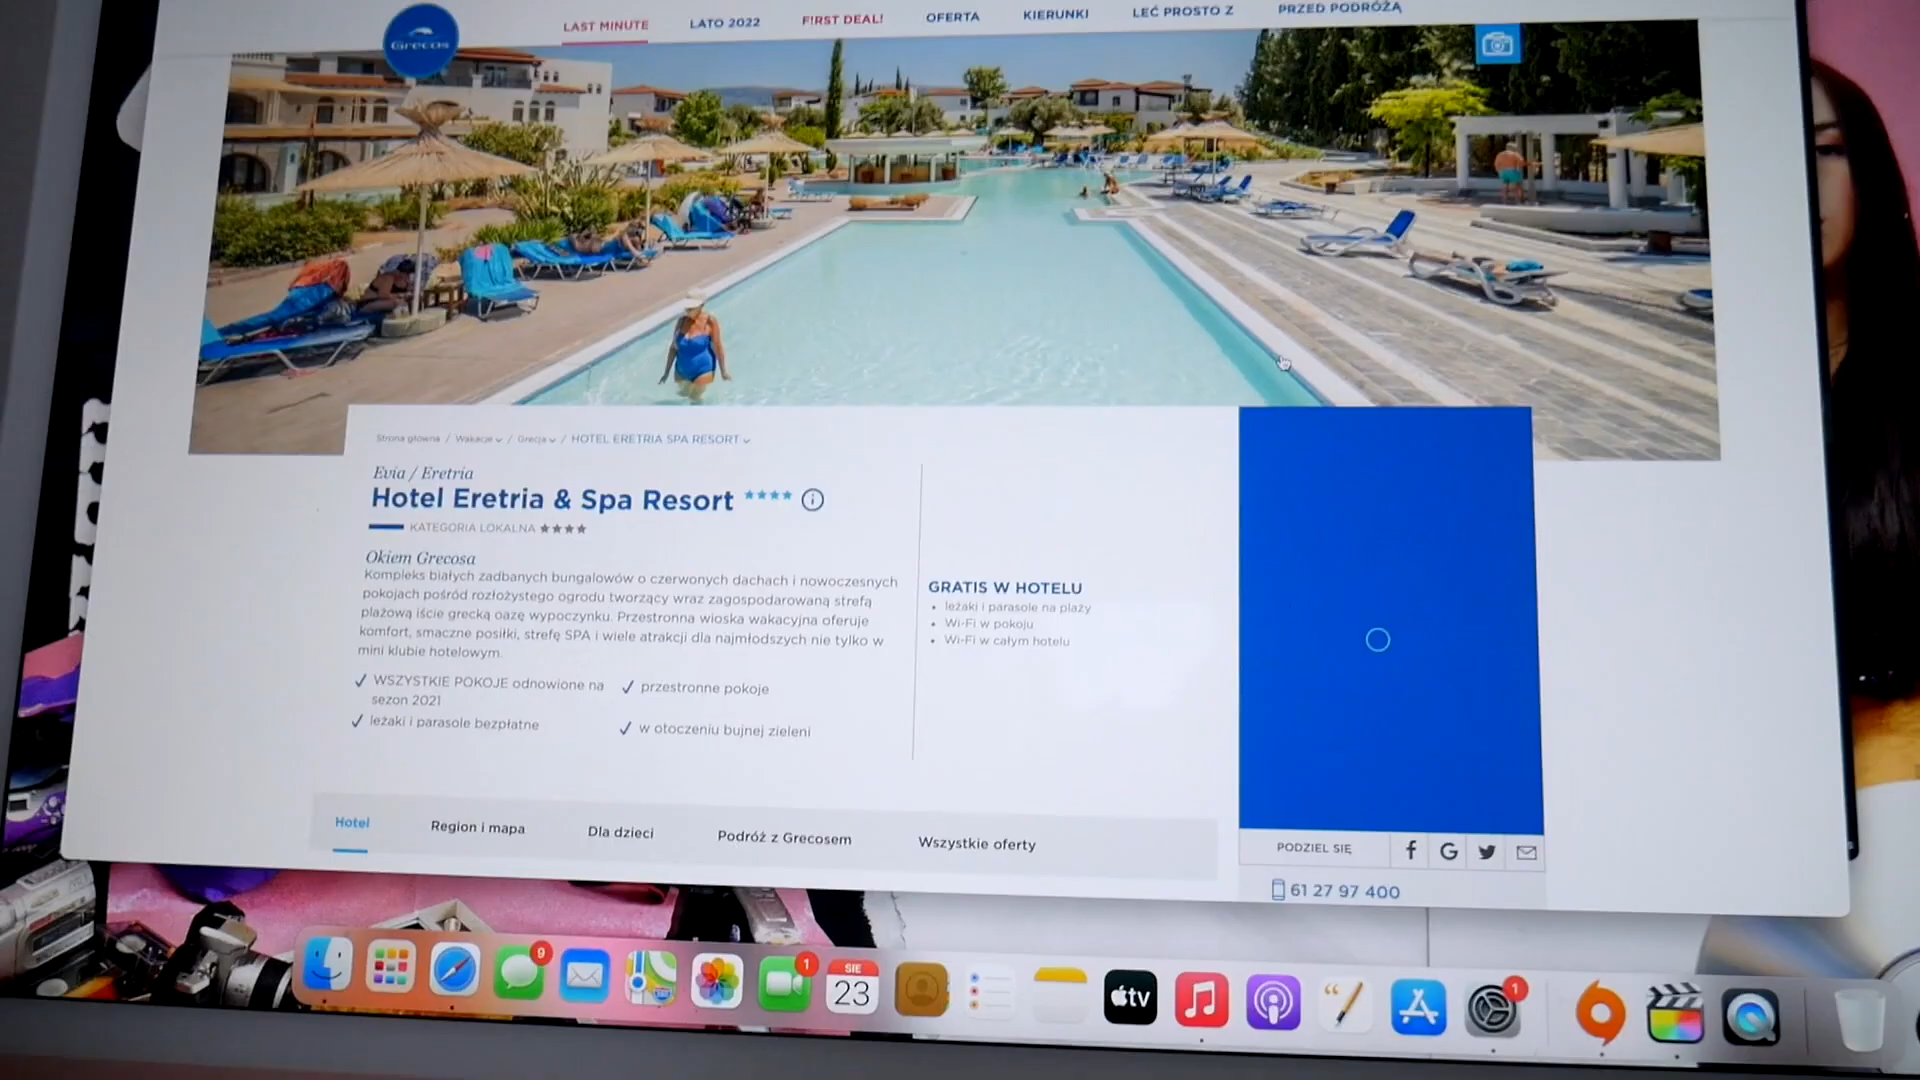 Grecos
LAST MINUTE
LATO 2022
F!RST DEAL!
OFERTA
KIERUNKI
LEĆ PROSTO Z
PRZED PODRÓŻĄ
Strona główna / Wakacje / Grecja / HOTEL ERETRIA SPA RESORT
Evia / Eretria
Hotel Eretria & Spa Resort
KATEGORIA LOKALNA
Okiem Grecosa
Kompleks białych zadbanych bungalowów o czerwonych dachach i nowoczesnych
pokojach pośród rozłożystego ogrodu tworzący wraz zagospodarowaną strefą
plażową iście grecką oazę wypoczynku. Przestronna wioska wakacyjna oferuje
komfort, smaczne posiłki, strefę SPA i wiele atrakcji dla najmłodszych nie tylko w
mini klubie hotelowym.
WSZYSTKIE POKOJE odnowione na
sezon 2021
przestronne pokoje
leżaki i parasole bezpłatne
w otoczeniu bujnej zieleni
GRATIS W HOTELU
leżaki i parasole na plaży
Wi-Fi w pokoju
Wi-Fi w całym hotelu
Hotel
Region i mapa
Dla dzieci
Podróż z Grecosem
Wszystkie oferty
PODZIEL SIĘ
61 27 97 400
9
1
SIE
23
tv
1